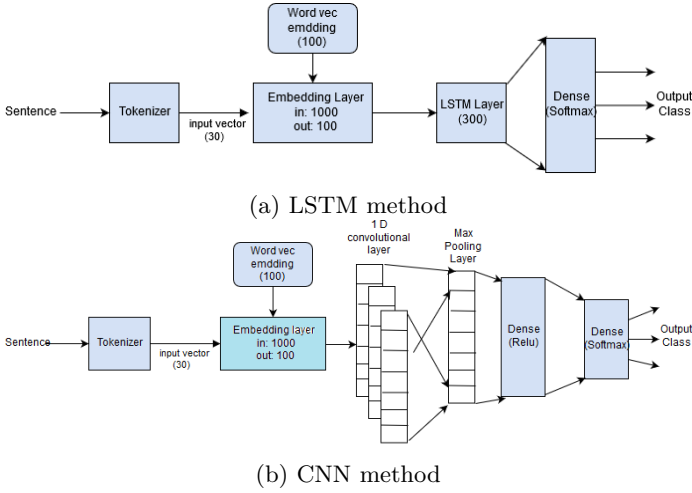 Word vec
emdding
(100)
Sentence
Tokenizer
input vector
(30)
Embedding Layer
in: 1000
out: 100
LSTM Layer
(300)
Dense
(Softmax)
Output
Class
(a) LSTM method
1 D
convolutional
layer
Max
Pooling
Layer
Word vec
emdding
(100)
Sentence
Tokenizer
input vector
(30)
Embedding layer
in: 1000
out: 100
Dense
(Relu)
Dense
(Softmax)
Output
Class
(b) CNN method